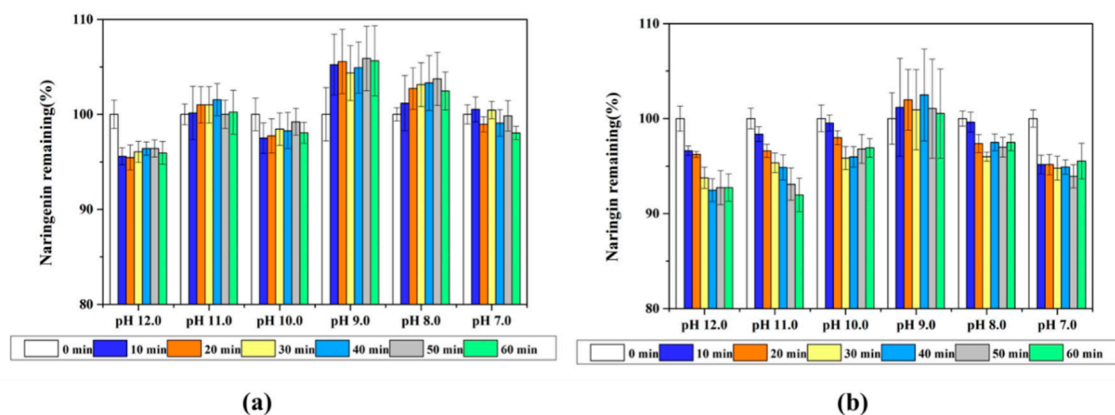 110
100
90
80
Naringenin remaining(%)
pH 12.0 pH 11.0 pH 10.0 pH 9.0 pH 8.0 pH 7.0
0 min 10 min 20 min 30 min 40 min 50 min 60 min
(a)
110
100
90
80
Naringin remaining(%)
pH 12.0 pH 11.0 pH 10.0 pH 9.0 pH 8.0 pH 7.0
0 min 10 min 20 min 30 min 40 min 50 min 60 min
(b)